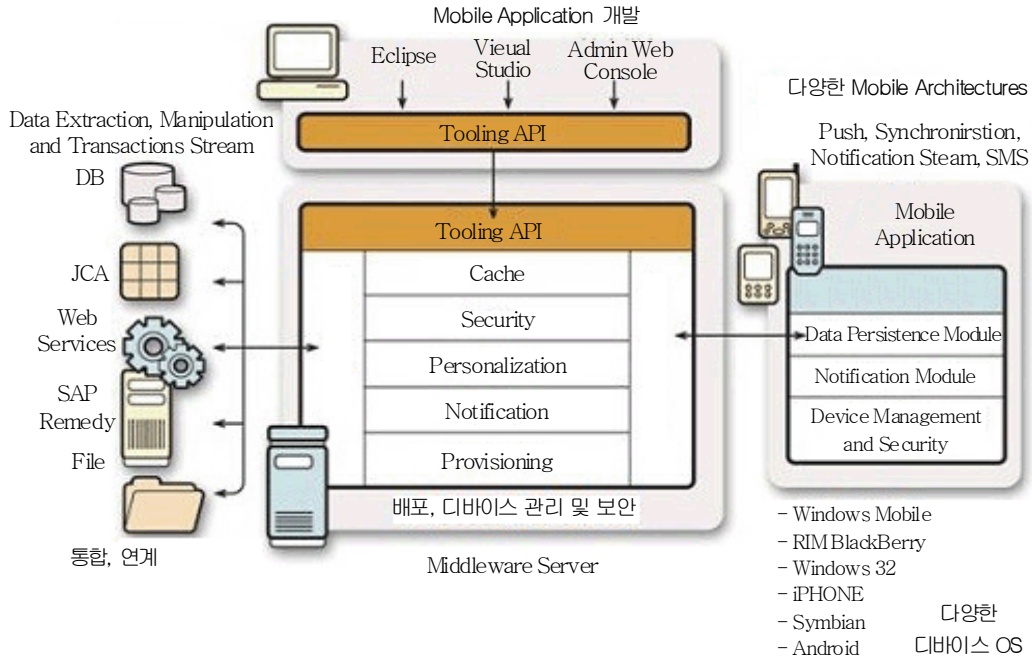 Mobile Application 개발
Eclipse
Vieual
Studio
Admin Web
Console
Tooling API
다양한 Mobile Architectures
Push, Synchronirstion,
Notification Steam, SMS
Data Extraction, Manipulation
and Transactions Stream
DB
JCA
Web
Services
SAP
Remedy
File
통합, 연계
Tooling API
Cache
Security
Personalization
Notification
Provisioning
배포, 디바이스 관리 및 보안
Middleware Server
Mobile
Application
Data Persistence Module
Notification Module
Device Management
and Security
- Windows Mobile
- RIM BlackBerry
- Windows 32
- iPHONE
- Symbian
- Android
다양한
디바이스 OS